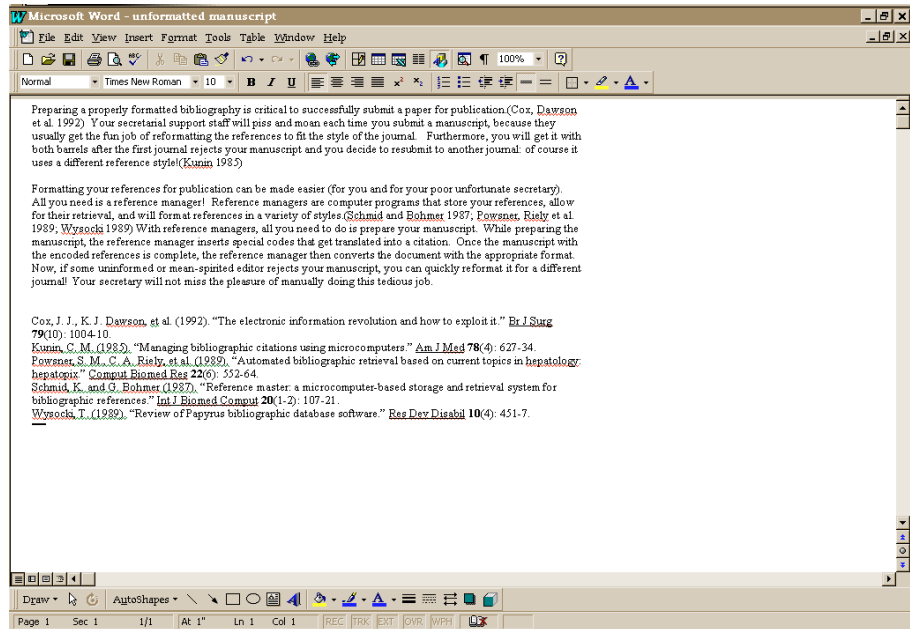 Microsoft Word - unformatted manuscript
File Edit View Insert Format Tools Table Window Help
100%
Normal Times New Roman 10 B I U
Preparing a properly formatted bibliography is critical to successfully submit a paper for publication.(Cox, Dawson
et al. 1992) Your secretarial support staff will piss and moan each time you submit a manuscript, because they
usually get the fun job of reformatting the references to fit the style of the journal. Furthermore, you will get it with
both barrels after the first journal rejects your manuscript and you decide to resubmit to another journal: of course it
uses a different reference style!(Kunin 1985)
Formatting your references for publication can be made easier (for you and for your poor unfortunate secretary).
All you need is a reference manager! Reference managers are computer programs that store your references, allow
for their retrieval, and will format references in a variety of styles.(Schmid and Bohmer 1987; Powsner, Riely et al.
1989; Wysocki 1989) With reference managers, all you need to do is prepare your manuscript. While preparing the
manuscript, the reference manager inserts special codes that get translated into a citation. Once the manuscript with
the encoded references is complete, the reference manager then converts the document with the appropriate format.
Now, if some uninformed or mean-spirited editor rejects your manuscript, you can quickly reformat it for a different
journal! Your secretary will not miss the pleasure of manually doing this tedious job.
Cox, J. J., K. J. Dawson, et al. (1992). “The electronic information revolution and how to exploit it.” Br J Surg
79(10): 1004-10.
Kunin, C. M. (1985). “Managing bibliographic citations using microcomputers.” Am J Med 78(4): 627-34.
Powsner, S. M., C. A. Riely, et al. (1989). “Automated bibliographic retrieval based on current topics in hepatology:
hepatopix.” Comput Biomed Res 22(6): 552-64.
Schmid, K. and G. Bohmer (1987). “Reference master: a microcomputer-based storage and retrieval system for
bibliographic references.” Int J Biomed Comput 20(1-2): 107-21.
Wysocki, T. (1989). “Review of Papyrus bibliographic database software.” Res Dev Disabil 10(4): 451-7.
Draw AutoShapes
Page 1 Sec 1 1/1 At 1" Ln 1 Col 1 REC TRK EXT OVR WPH